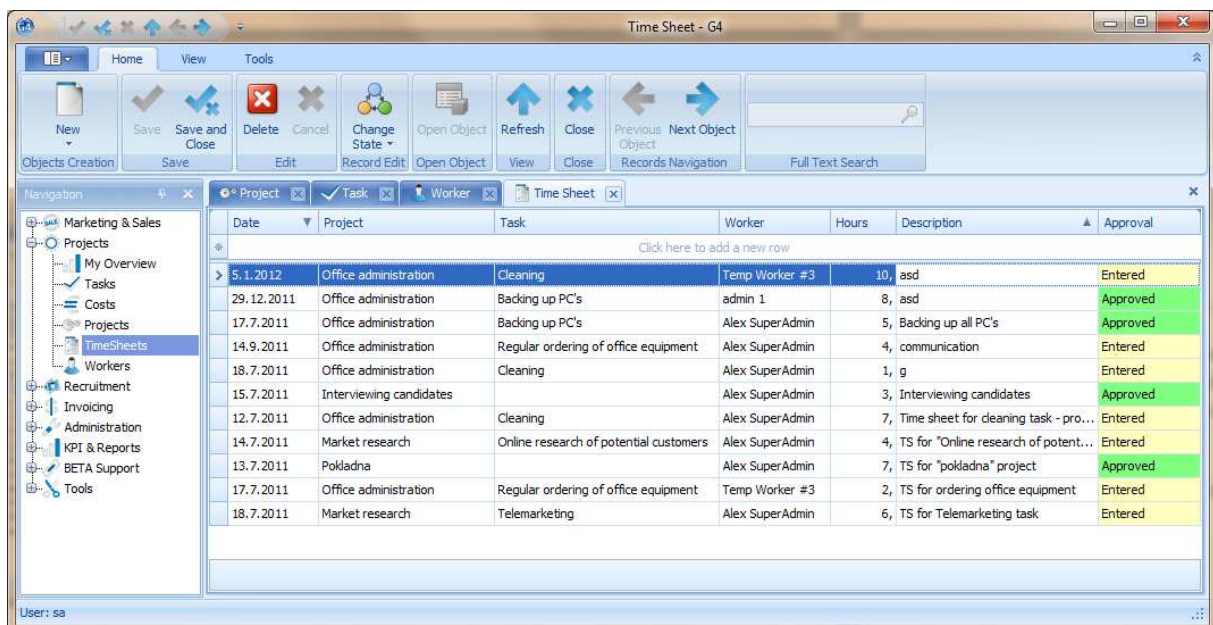 Time Sheet - G4
Home View Tools
New Save Save and Close Delete Cancel Change State Open Object Refresh Close Previous Object Next Object
Objects Creation Save Edit Record Edit Open Object View Close Records Navigation Full Text Search
Navigation
Marketing & Sales
Projects
My Overview
Tasks
Costs
Projects
TimeSheets
Workers
Recruitment
Invoicing
Administration
KPI & Reports
BETA Support
Tools
Project Task Worker Time Sheet
Date Project Task Worker Hours Description Approval
Click here to add a new row
5.1.2012 Office administration Cleaning Temp Worker #3 10, asd Entered
29.12.2011 Office administration Backing up PC's admin 1 8, asd Approved
17.7.2011 Office administration Backing up PC's Alex SuperAdmin 5, Backing up all PC's Approved
14.9.2011 Office administration Regular ordering of office equipment Alex SuperAdmin 4, communication Entered
18.7.2011 Office administration Cleaning Alex SuperAdmin 1, g Entered
15.7.2011 Interviewing candidates Alex SuperAdmin 3, Interviewing candidates Approved
12.7.2011 Office administration Cleaning Alex SuperAdmin 7, Time sheet for cleaning task - pro... Entered
14.7.2011 Market research Online research of potential customers Alex SuperAdmin 4, TS for "Online research of potent... Entered
13.7.2011 Pokladna Alex SuperAdmin 7, TS for "pokladna" project Approved
17.7.2011 Office administration Regular ordering of office equipment Temp Worker #3 2, TS for ordering office equipment Entered
18.7.2011 Market research Telemarketing Alex SuperAdmin 6, TS for Telemarketing task Entered
User: sa